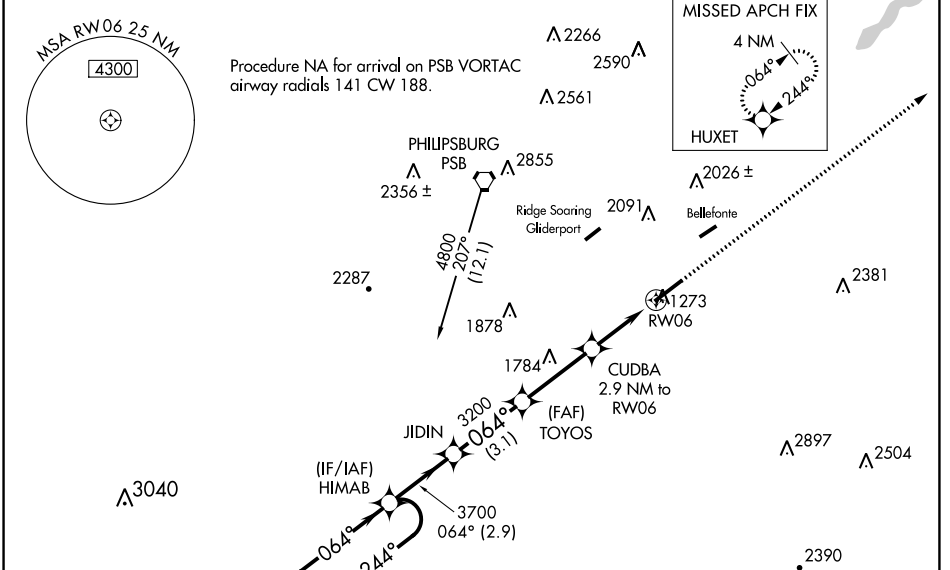 MSA RW06 25 NM
4300
Procedure NA for arrival on PSB VORTAC
airway radials 141 CW 188.
2266
2590
2561
MISSED APCH FIX
4 NM
064°
244°
HUXET
PHILIPSBURG
PSB
2855
2356 ±
2026 ±
Ridge Soaring
Gliderport
2091
Bellefonte
4800
207°
(12.1)
2287
2381
1878
1273
RW06
1784
CUDBA
2.9 NM to
RW06
3200
064°
(3.1)
(FAF)
TOYOS
JIDIN
(IF/IAF)
HIMAB
2897
2504
3040
3700
064° (2.9)
064°
244°
2390